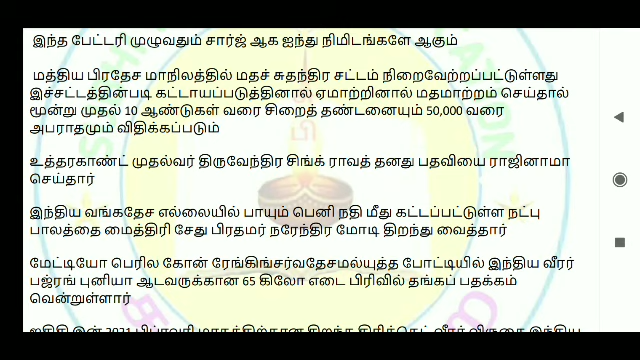 இந்த பேட்டரி முழுவதும் சார்ஜ் ஆக ஐந்து நிமிடங்களே ஆகும்
மத்திய பிரதேச மாநிலத்தில் மதச் சுதந்திர சட்டம் நிறைவேற்றப்பட்டுள்ளது
இச்சட்டத்தின்படி கட்டாயப்படுத்தினால் ஏமாற்றினால் மதமாற்றம் செய்தால்
மூன்று முதல் 10 ஆண்டுகள் வரை சிறைத் தண்டனையும் 50,000 வரை
அபராதமும் விதிக்கப்படும்
உத்தரகாண்ட் முதல்வர் திருவேந்திர சிங்க் ராவத் தனது பதவியை ராஜினாமா
செய்தார்
இந்திய வங்கதேச எல்லையில் பாயும் பெனி நதி மீது கட்டப்பட்டுள்ள நட்பு
பாலத்தை மைத்திரி சேது பிரதமர் நரேந்திர மோடி திறந்து வைத்தார்
மேட்டியோ பெரில கோன் ரேங்கிங்சர்வதேசமல்யுத்த போட்டியில் இந்திய வீரர்
பஜ்ரங் புனியா ஆடவருக்கான 65 கிலோ எடை பிரிவில் தங்கப் பதக்கம்
வென்றுள்ளார்